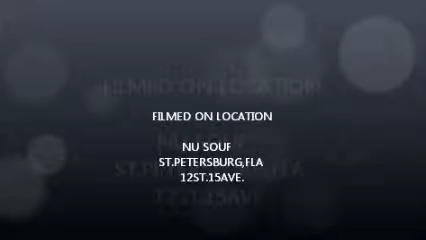 FILMED ON LOCATION
NU SOUF
ST.PETERSBURG,FLA
12ST.15AVE.